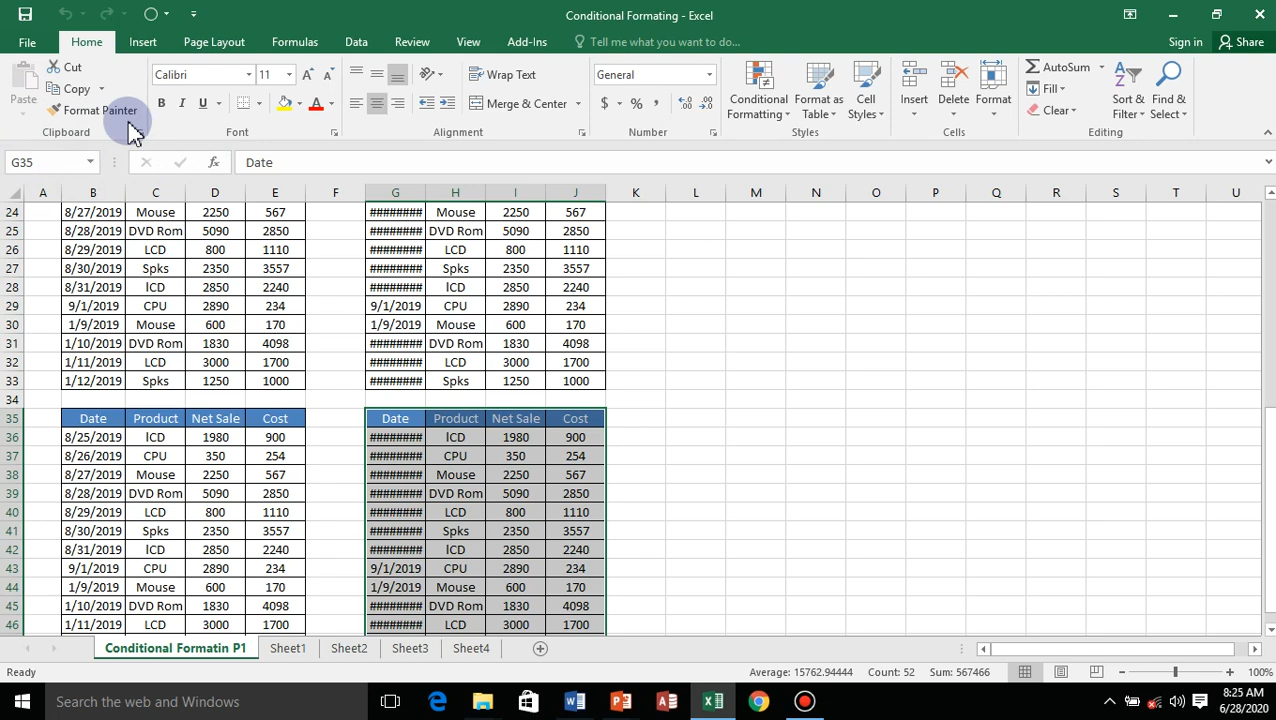 Conditional Formating - Excel
File Home Insert Page Layout Formulas Data Review View Add-Ins Tell me what you want to do... Sign in Share
Paste Cut Copy Format Painter Clipboard
Calibri 11 B I U A A A Font
Wrap Text Merge & Center Alignment
General $ % , Number
Conditional Formatting Format as Table Cell Styles Styles
Insert Delete Format Cells
AutoSum Fill Clear Sort & Filter Find & Select Editing
G35 fx Date
A B C D E F G H I J K L M N O P Q R S T U
24 8/27/2019 Mouse 2250 567 ######## Mouse 2250 567
25 8/28/2019 DVD Rom 5090 2850 ######## DVD Rom 5090 2850
26 8/29/2019 LCD 800 1110 ######## LCD 800 1110
27 8/30/2019 Spks 2350 3557 ######## Spks 2350 3557
28 8/31/2019 lCD 2850 2240 ######## lCD 2850 2240
29 9/1/2019 CPU 2890 234 9/1/2019 CPU 2890 234
30 1/9/2019 Mouse 600 170 1/9/2019 Mouse 600 170
31 1/10/2019 DVD Rom 1830 4098 ######## DVD Rom 1830 4098
32 1/11/2019 LCD 3000 1700 ######## LCD 3000 1700
33 1/12/2019 Spks 1250 1000 ######## Spks 1250 1000
34
35 Date Product Net Sale Cost Date Product Net Sale Cost
36 8/25/2019 lCD 1980 900 ######## lCD 1980 900
37 8/26/2019 CPU 350 254 ######## CPU 350 254
38 8/27/2019 Mouse 2250 567 ######## Mouse 2250 567
39 8/28/2019 DVD Rom 5090 2850 ######## DVD Rom 5090 2850
40 8/29/2019 LCD 800 1110 ######## LCD 800 1110
41 8/30/2019 Spks 2350 3557 ######## Spks 2350 3557
42 8/31/2019 lCD 2850 2240 ######## lCD 2850 2240
43 9/1/2019 CPU 2890 234 9/1/2019 CPU 2890 234
44 1/9/2019 Mouse 600 170 1/9/2019 Mouse 600 170
45 1/10/2019 DVD Rom 1830 4098 ######## DVD Rom 1830 4098
46 1/11/2019 LCD 3000 1700 ######## LCD 3000 1700
Conditional Formatin P1 Sheet1 Sheet2 Sheet3 Sheet4
Ready Average: 15762.94444 Count: 52 Sum: 567466 100%
Search the web and Windows 8:25 AM
6/28/2020